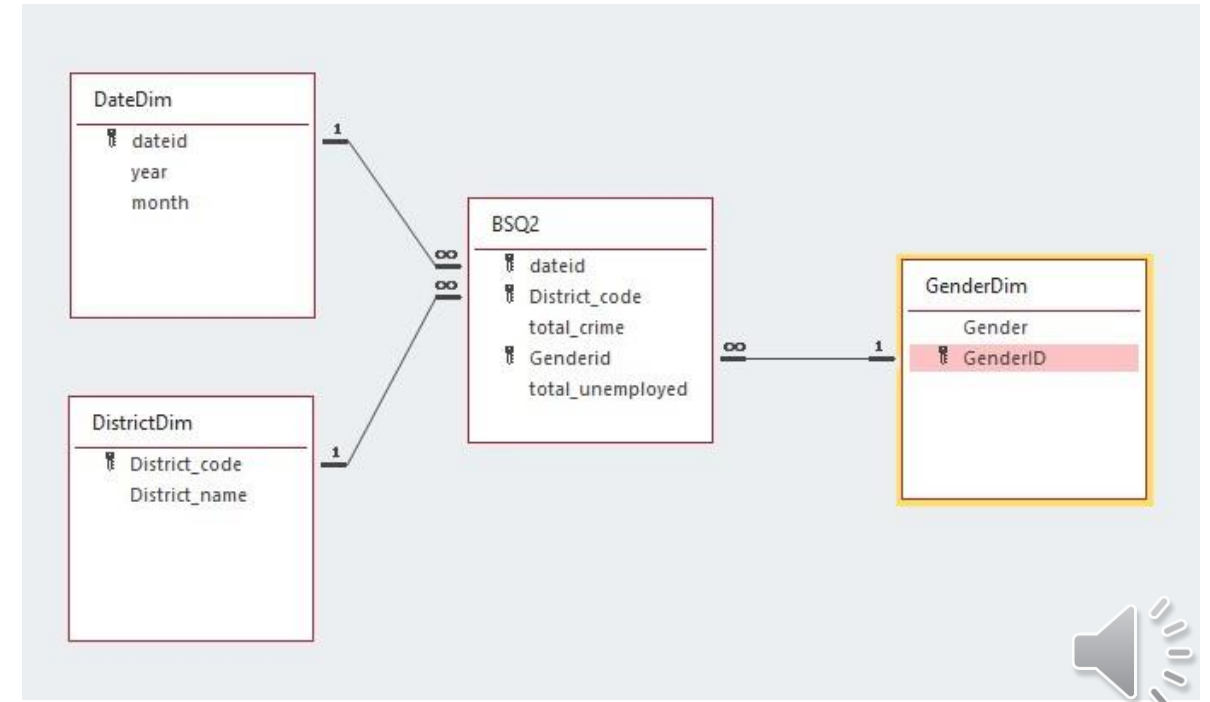 DateDim
dateid
year
month
1
∞
BSQ2
dateid
District_code
total_crime
Genderid
total_unemployed
∞
1
GenderDim
Gender
GenderID
DistrictDim
District_code
District_name
1
∞